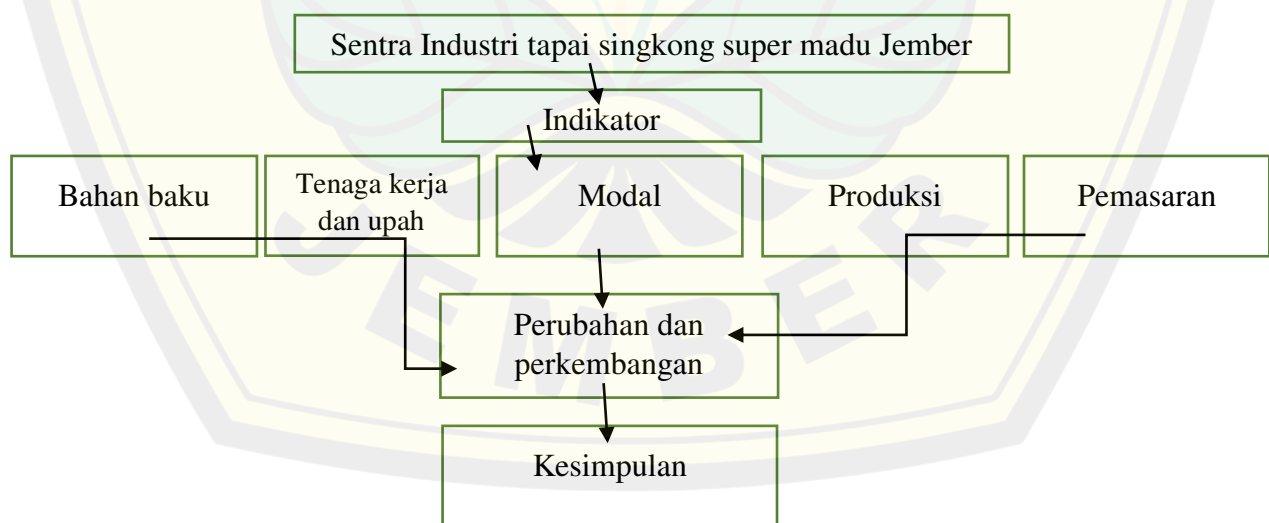 Sentra Industri tapai singkong super madu Jember
Indikator
Bahan baku
Tenaga kerja
dan upah
Modal
Produksi
Pemasaran
Perubahan dan
perkembangan
Kesimpulan
JEMBER